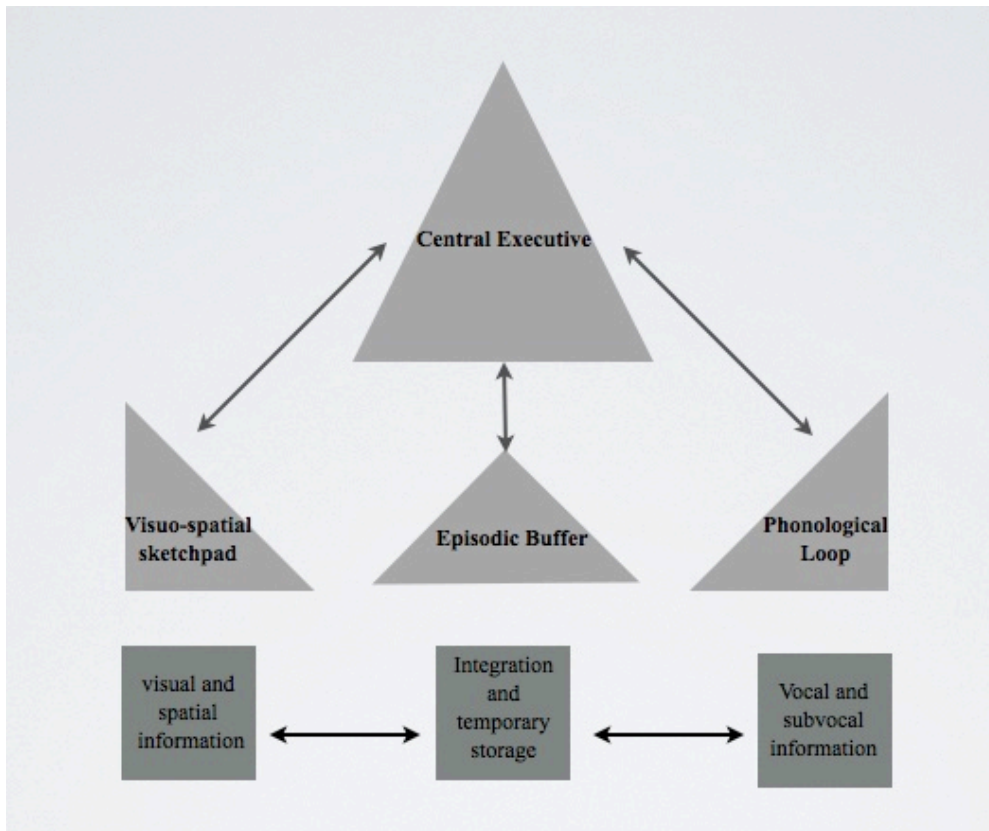 Central Executive
Visuo-spatial
sketchpad
Episodic Buffer
Phonological
Loop
visual and
spatial
information
Integration
and
temporary
storage
Vocal and
subvocal
information